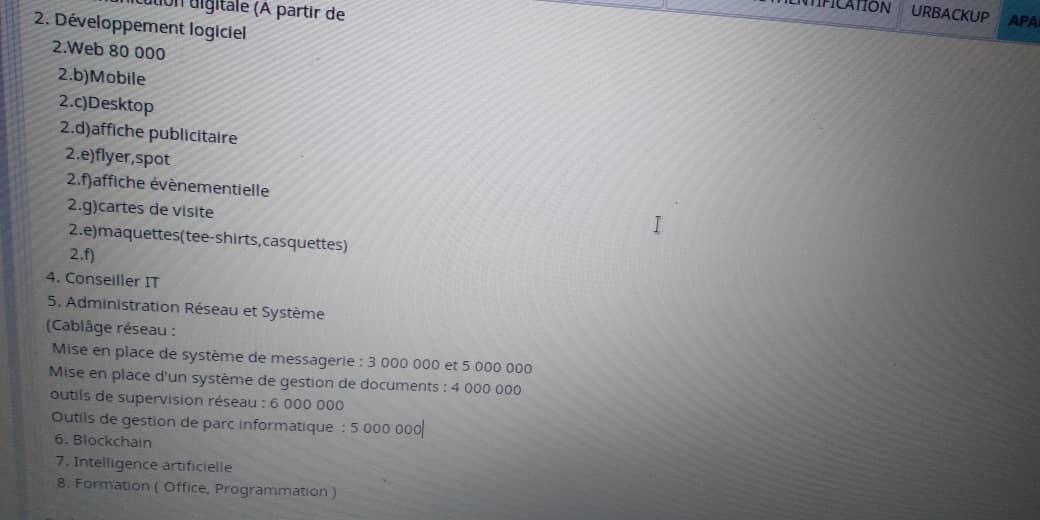 URBACKUP
digitale (A partir de
2. Développement logiciel
2.Web 80 000
2.b)Mobile
2.c)Desktop
2.d)affiche publicitaire
2.e)flyer,spot
2.f)affiche évènementielle
2.g)cartes de visite
2.e)maquettes(tee-shirts,casquettes)
2.f)
4. Conseiller IT
5. Administration Réseau et Système
(Cablâge réseau :
Mise en place de système de messagerie : 3 000 000 et 5 000 000
Mise en place d'un système de gestion de documents : 4 000 000
outils de supervision réseau : 6 000 000
Outils de gestion de parc informatique : 5 000 000
6. Blockchain
7. Intelligence artificielle
8. Formation ( Office, Programmation )